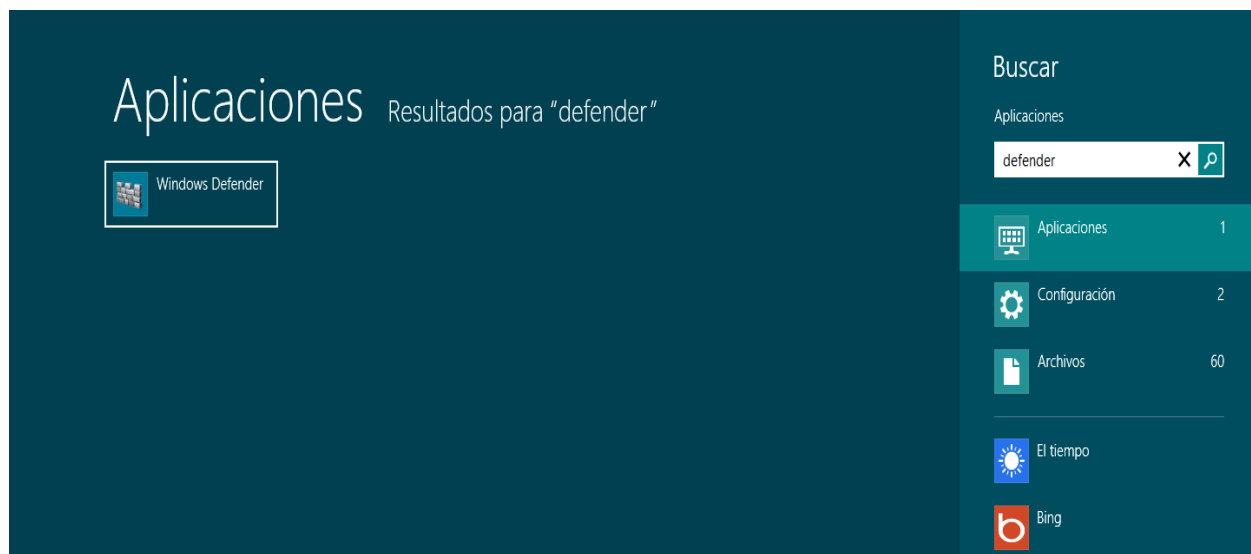 Aplicaciones Resultados para "defender"
Windows Defender
Buscar
Aplicaciones
defender
Aplicaciones 1
Configuración 2
Archivos 60
El tiempo
Bing